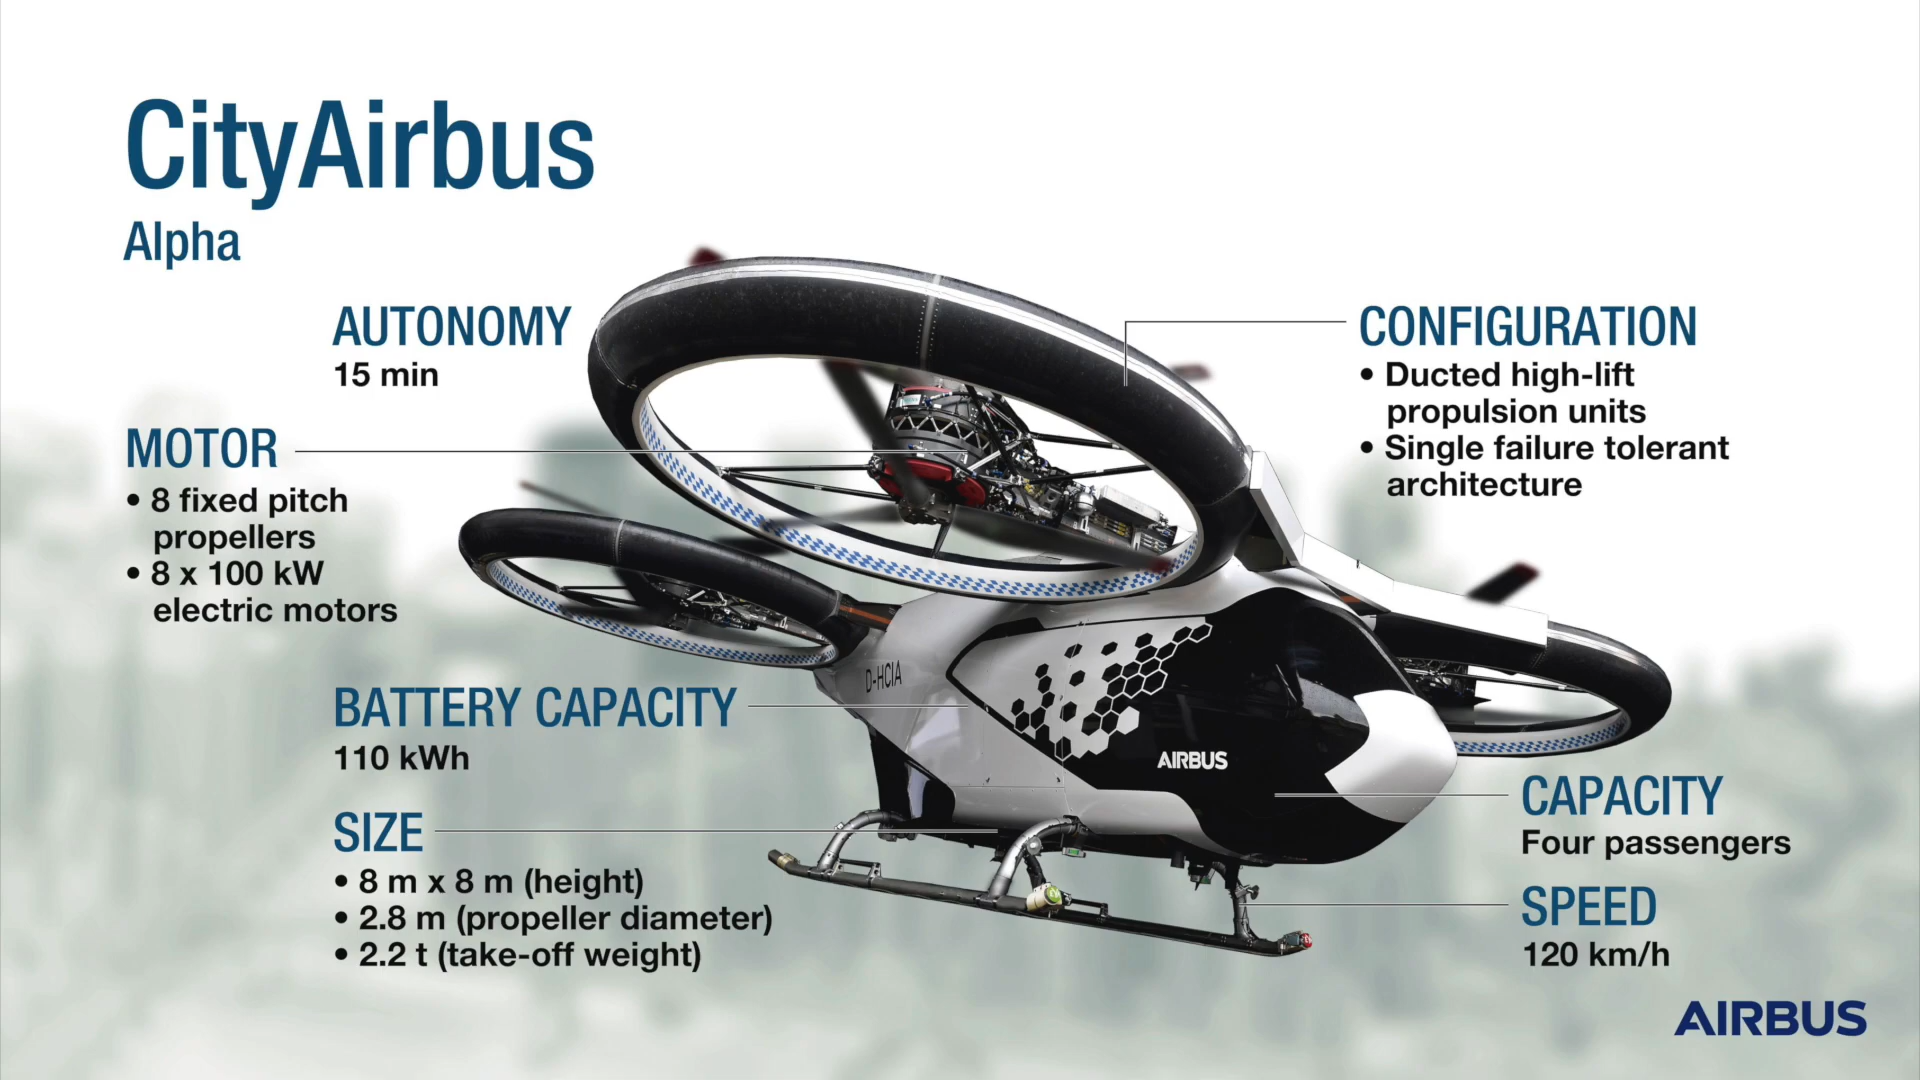 CityAirbus
Alpha
AUTONOMY
15 min
MOTOR
• 8 fixed pitch
propellers
• 8 x 100 kW
electric motors
BATTERY CAPACITY
110 kWh
SIZE
• 8 m x 8 m (height)
• 2.8 m (propeller diameter)
• 2.2 t (take-off weight)
CONFIGURATION
• Ducted high-lift
propulsion units
• Single failure tolerant
architecture
D-HCIA
AIRBUS
CAPACITY
Four passengers
SPEED
120 km/h
AIRBUS